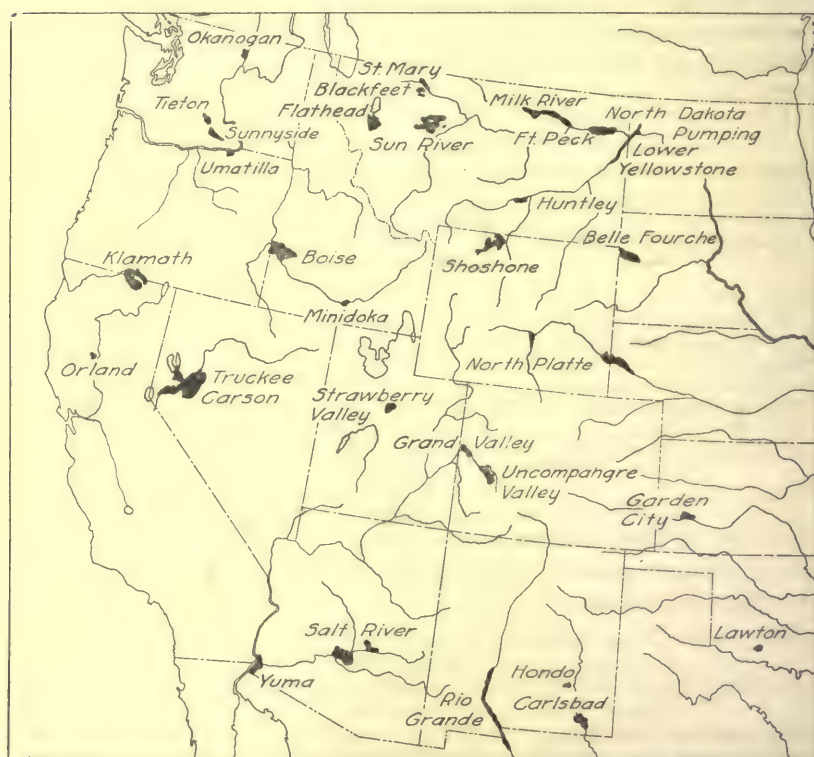 Okanogan
St. Mary
Blackfeet
Flathead
Milk River
Tieton
Sunnyside
Sun River
Ft. Peck
North Dakota
Pumping
Lower
Yellowstone
Umatilla
Huntley
Klamath
Boise
Shoshone
Belle Fourche
Minidoka
Orland
Truckee
Carson
North Platte
Strawberry
Valley
Grand Valley
Uncompahgre
Valley
Garden
City
Salt River
Lawton
Yuma
Hondo
Rio
Grande
Carlsbad